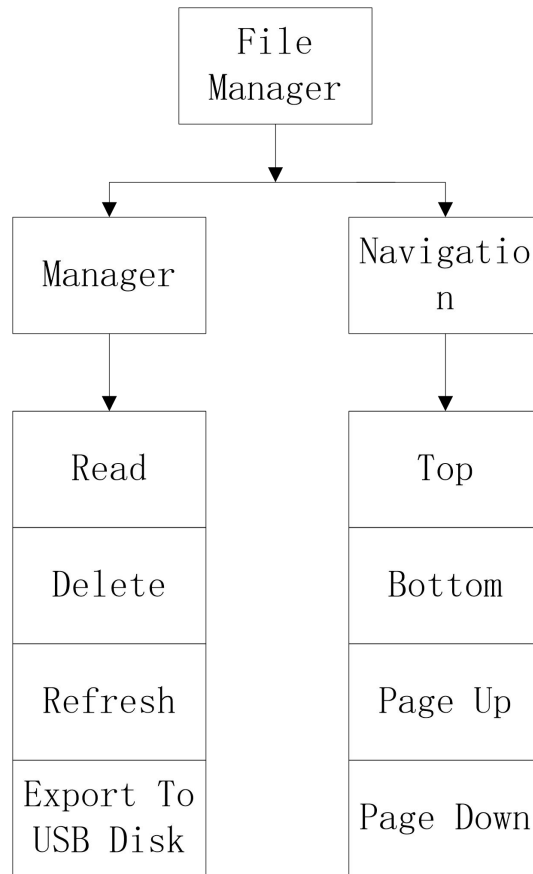 File
Manager
Manager
Navigatio
n
Read
Top
Delete
Bottom
Refresh
Page Up
Export To
USB Disk
Page Down